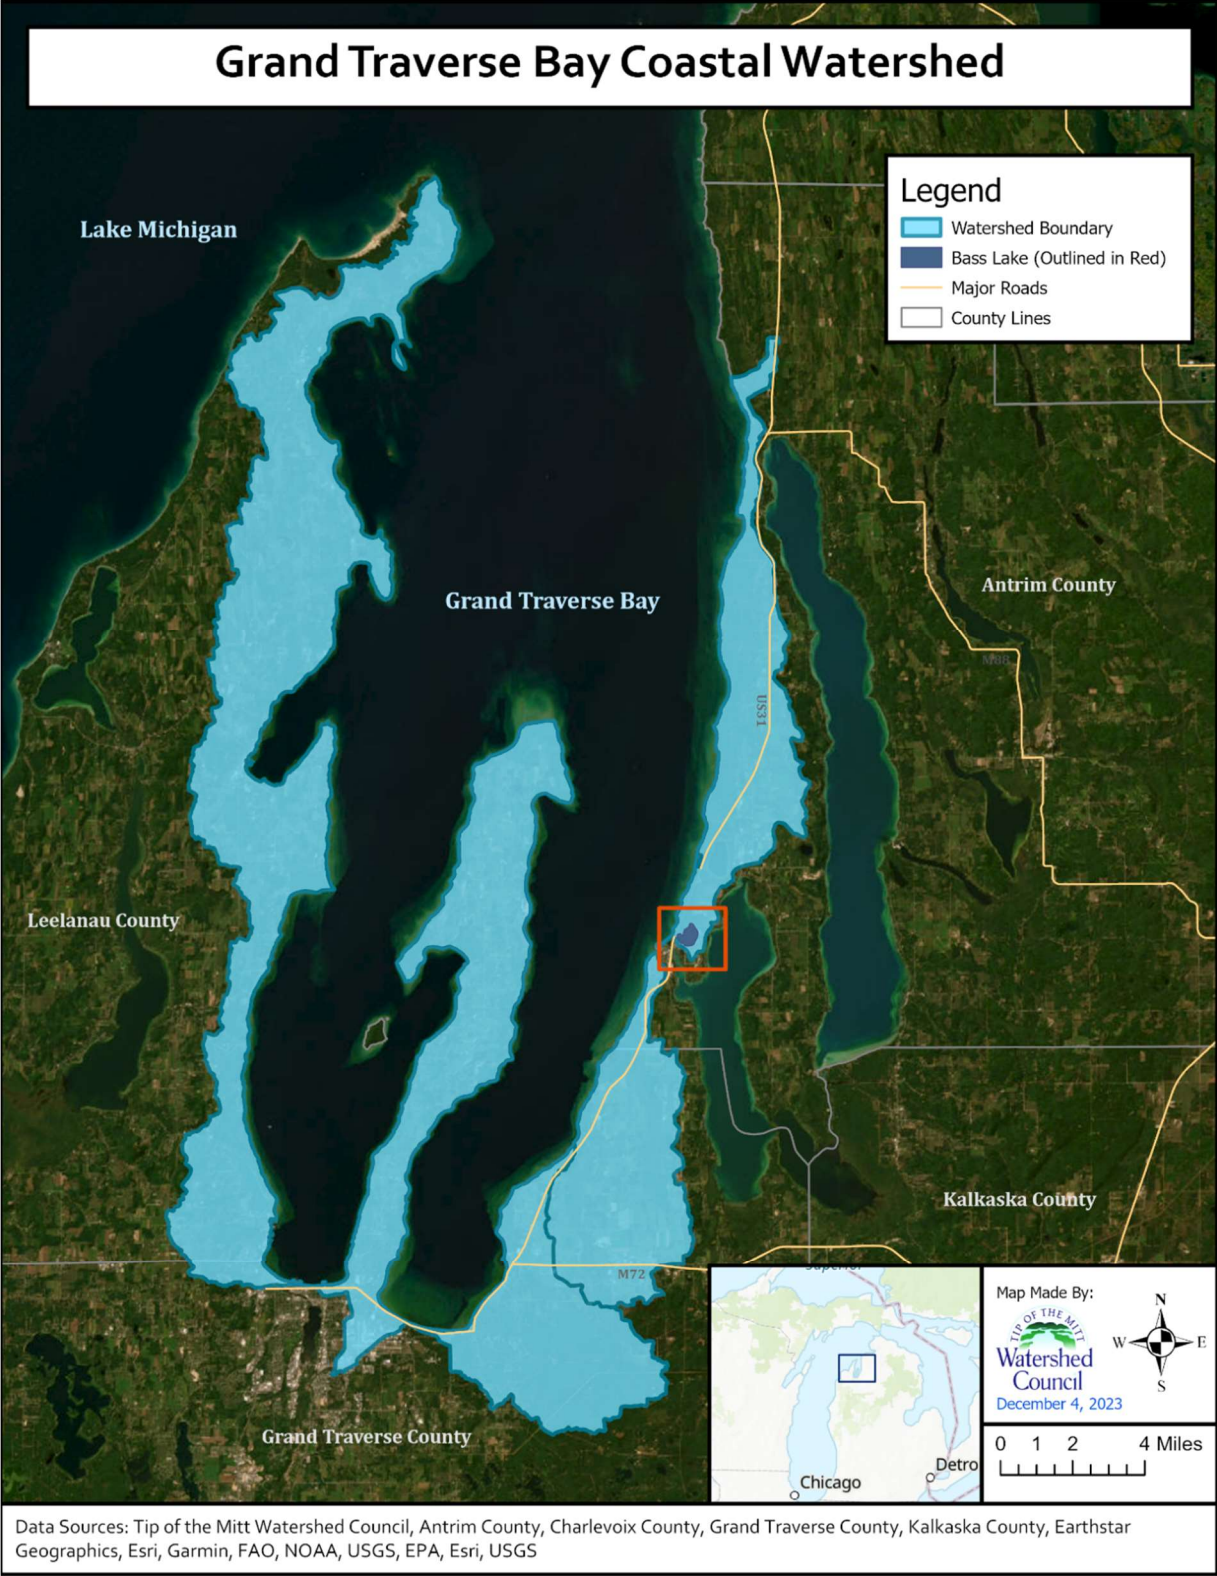 Grand Traverse Bay Coastal Watershed
Legend
Watershed Boundary
Bass Lake (Outlined in Red)
Major Roads
County Lines
Lake Michigan
Grand Traverse Bay
Antrim County
M88
US31
Leelanau County
Kalkaska County
M72
Grand Traverse County
Superior
Chicago
Detro
Map Made By:
TIP OF THE MITT
Watershed
Council
December 4, 2023
N
W E
S
0 1 2 4 Miles
Data Sources: Tip of the Mitt Watershed Council, Antrim County, Charlevoix County, Grand Traverse County, Kalkaska County, Earthstar
Geographics, Esri, Garmin, FAO, NOAA, USGS, EPA, Esri, USGS